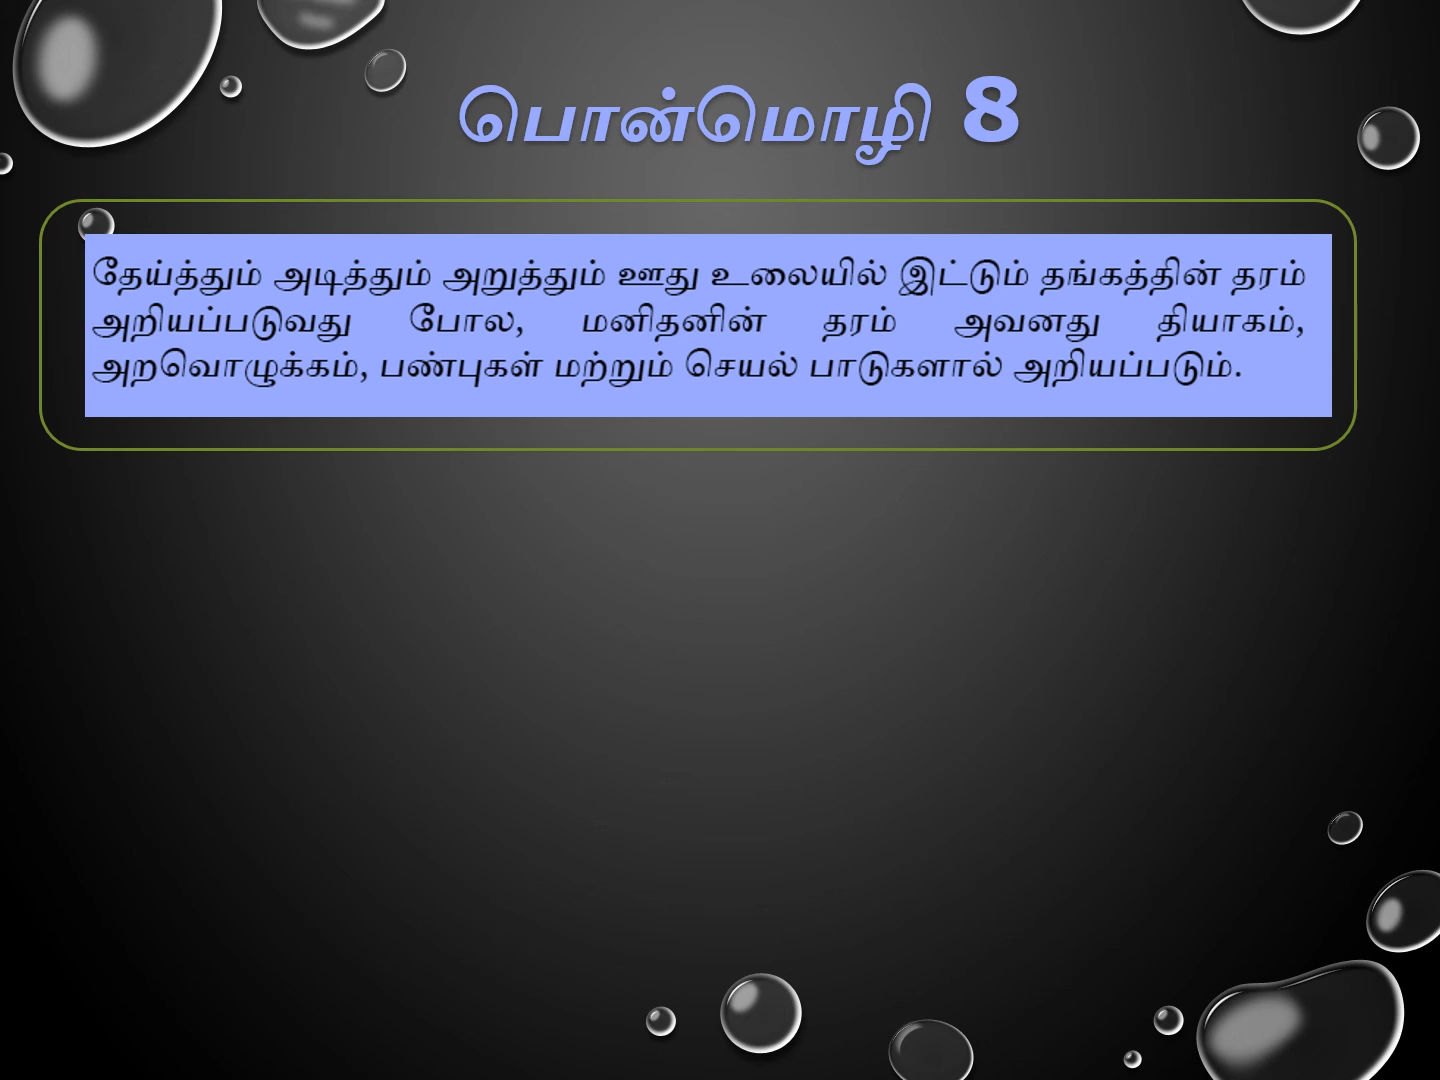 பொன்மொழி 8
தேய்த்தும் அடித்தும் அறுத்தும் ஊது உலையில் இட்டும் தங்கத்தின் தரம்
அறியப்படுவது போல, மனிதனின் தரம் அவனது தியாகம்,
அறவொழுக்கம், பண்புகள் மற்றும் செயல் பாடுகளால் அறியப்படும்.